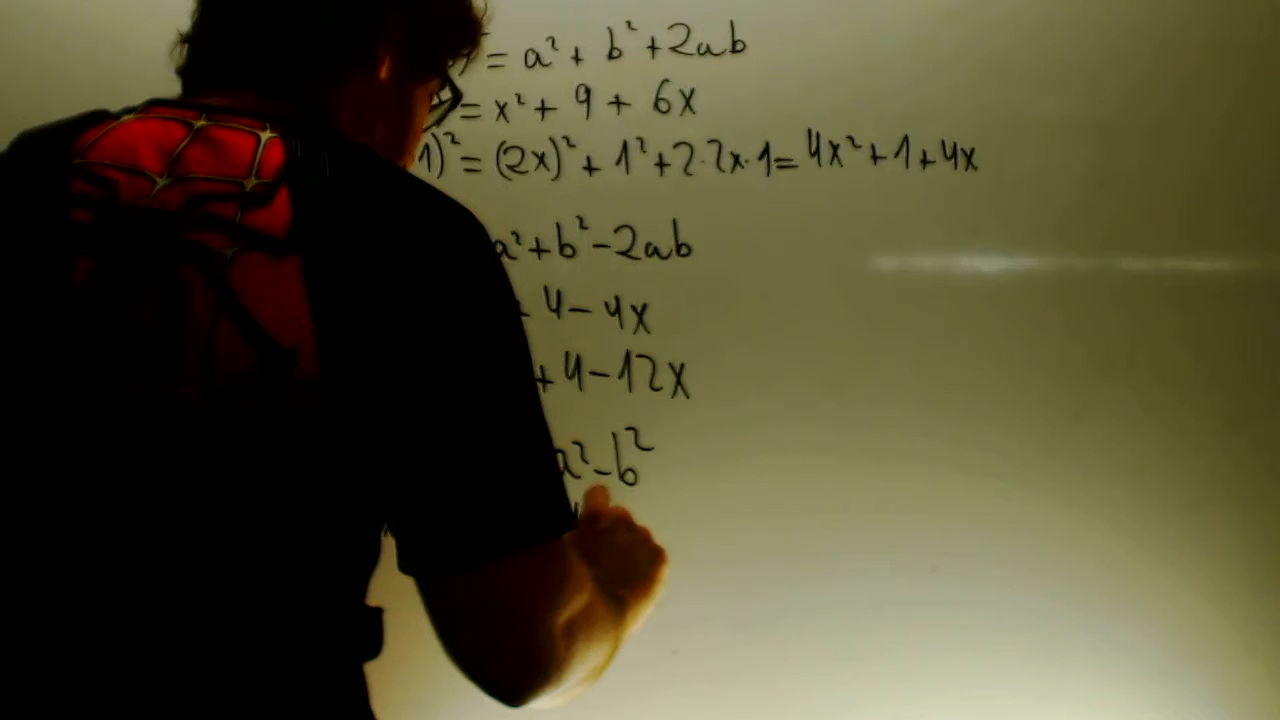 )² = a² + b² + 2ab
= x² + 9 + 6x
1)² = (2x)² + 1² + 2·2x·1 = 4x² + 1 + 4x
a² + b² - 2ab
+ 4 - 4x
+ 4 - 12x
a² - b²